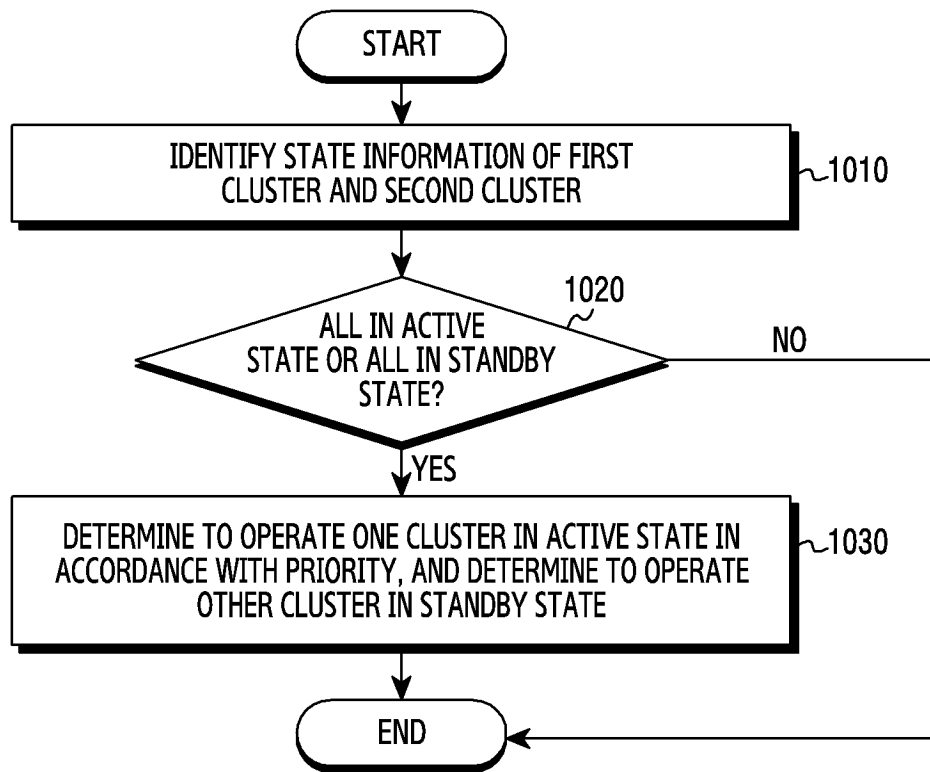 START
IDENTIFY STATE INFORMATION OF FIRST
CLUSTER AND SECOND CLUSTER
1010
1020
ALL IN ACTIVE
STATE OR ALL IN STANDBY
STATE?
NO
YES
DETERMINE TO OPERATE ONE CLUSTER IN ACTIVE STATE IN
ACCORDANCE WITH PRIORITY, AND DETERMINE TO OPERATE
OTHER CLUSTER IN STANDBY STATE
1030
END